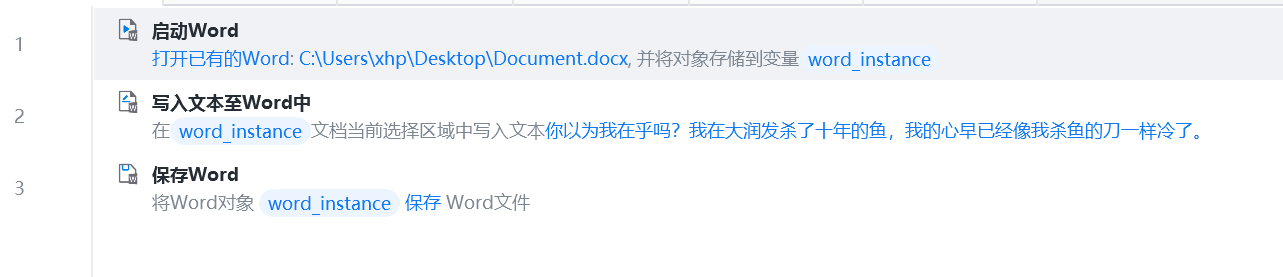 1
启动Word
打开已有的Word: C:\Users\xhp\Desktop\Document.docx, 并将对象存储到变量 word_instance
2
写入文本至Word中
在 word_instance 文档当前选择区域中写入文本你以为我在乎吗？我在大润发杀了十年的鱼，我的心早已经像我杀鱼的刀一样冷了。
3
保存Word
将Word对象 word_instance 保存 Word文件